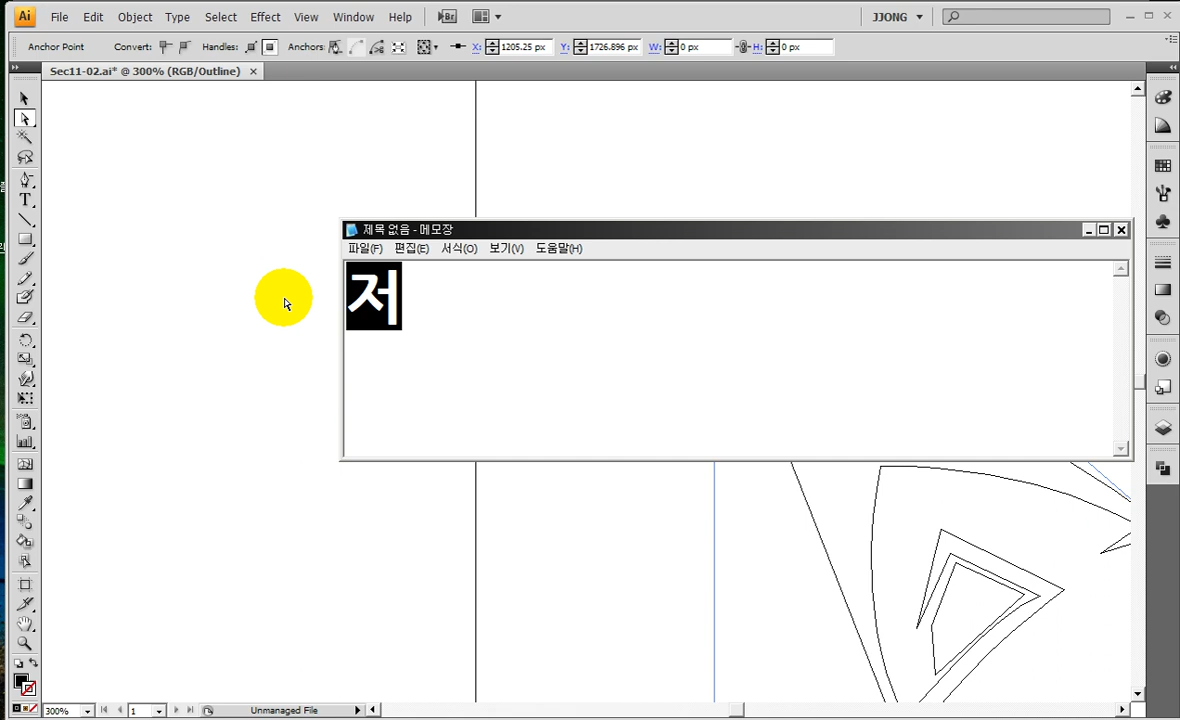 Ai File Edit Object Type Select Effect View Window Help Br JJONG
Anchor Point Convert: Handles: Anchors: X: 1205.25 px Y: 1726.896 px W: 0 px H: 0 px
Sec11-02.ai* @ 300% (RGB/Outline)
제목 없음 - 메모장
파일(F) 편집(E) 서식(O) 보기(V) 도움말(H)
저
T
300% 1 Unmanaged File